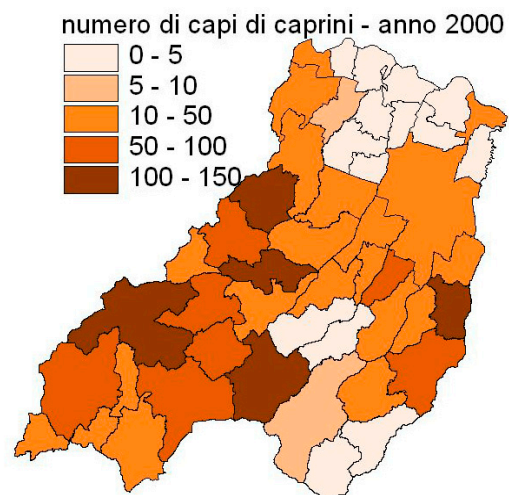 numero di capi di caprini - anno 2000
0 - 5
5 - 10
10 - 50
50 - 100
100 - 150